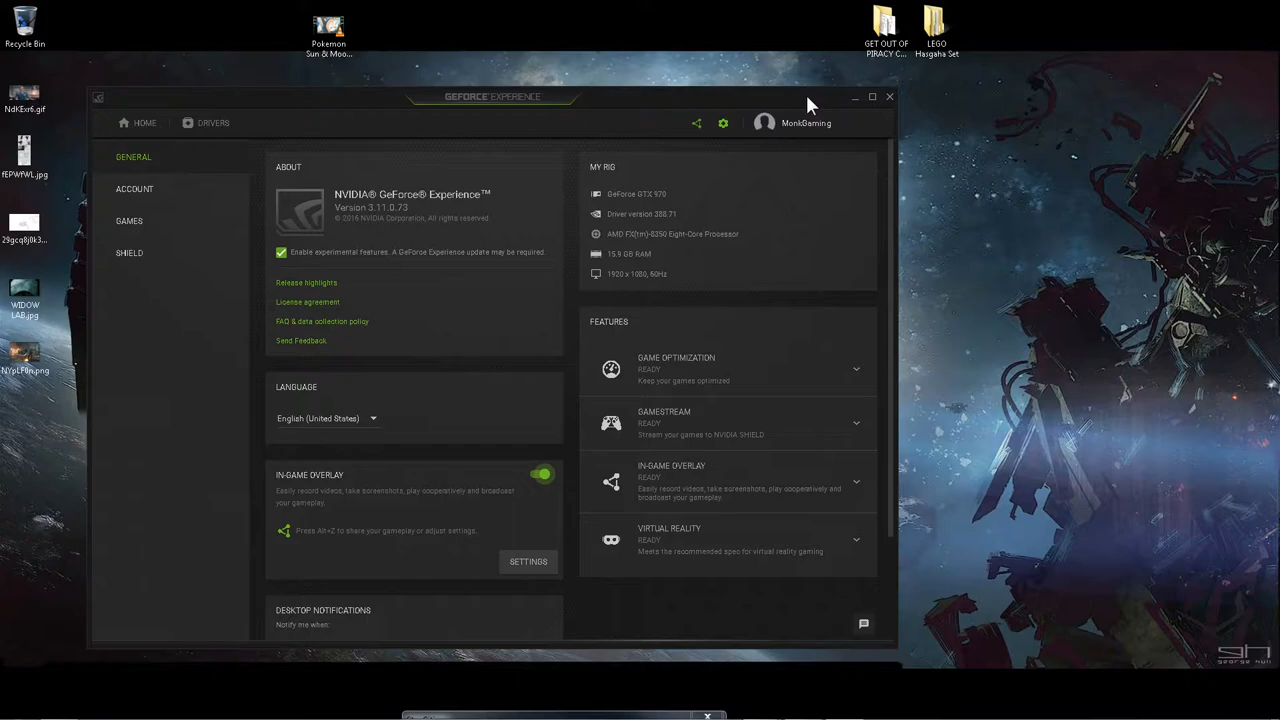 Recycle Bin
Pokemon
Sun & Moo...
GET OUT OF
PIRACY C...
LEGO
Hasgaha Set
NdKExr6.gif
fEPWfWL.jpg
29gcq8j0k3...
WIDOW
LAB.jpg
NYpLF0n.png
GEFORCE EXPERIENCE
HOME
DRIVERS
MonkGaming
GENERAL
ACCOUNT
GAMES
SHIELD
ABOUT
NVIDIA® GeForce® Experience™
Version 3.11.0.73
© 2016 NVIDIA Corporation, All rights reserved
Enable experimental features. A GeForce Experience update may be required.
Release highlights
License agreement
FAQ & data collection policy
Send Feedback
LANGUAGE
English (United States)
IN-GAME OVERLAY
Easily record videos, take screenshots, play cooperatively and broadcast
your gameplay.
Press Alt+Z to share your gameplay or adjust settings.
SETTINGS
DESKTOP NOTIFICATIONS
Notify me when:
MY RIG
GeForce GTX 970
Driver version 388.71
AMD FX(tm)-8350 Eight-Core Processor
15.9 GB RAM
1920 x 1080, 60Hz
FEATURES
GAME OPTIMIZATION
READY
Keep your games optimized
GAMESTREAM
READY
Stream your games to NVIDIA SHIELD
IN-GAME OVERLAY
READY
Easily record videos, take screenshots, play cooperatively and
broadcast your gameplay.
VIRTUAL REALITY
READY
Meets the recommended spec for virtual reality gaming
gh
george hull